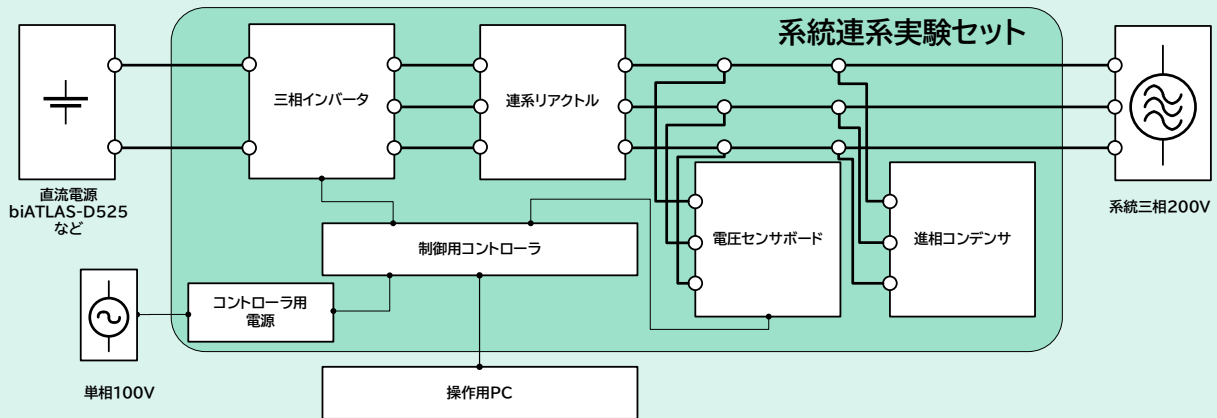 系統連系実験セット
三相インバータ
連系リアクトル
直流電源
biATLAS-D525
など
系統三相200V
電圧センサボード
進相コンデンサ
制御用コントローラ
コントローラ用
電源
単相100V
操作用PC